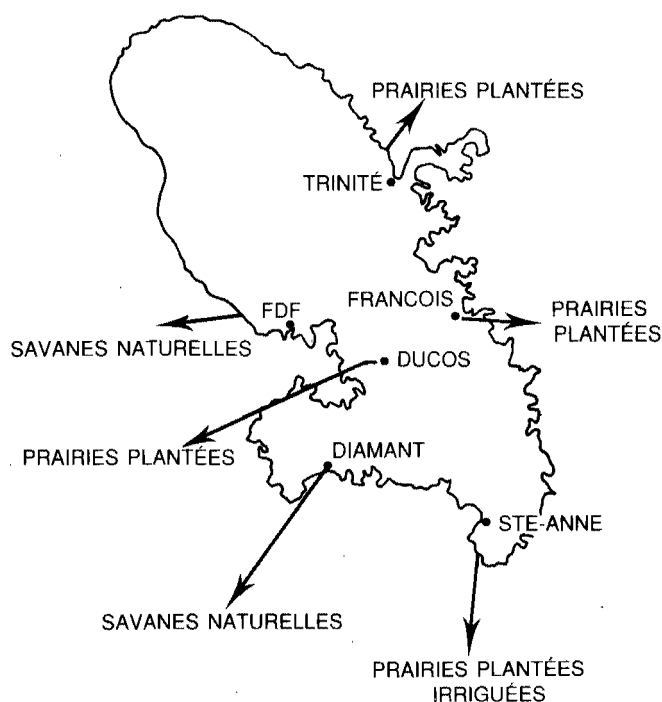 PRAIRIES PLANTÉES
TRINITÉ
FDF
FRANCOIS
PRAIRIES
PLANTÉES
SAVANES NATURELLES
DUCOS
PRAIRIES PLANTÉES
DIAMANT
STE-ANNE
SAVANES NATURELLES
PRAIRIES PLANTÉES
IRRIGUÉES